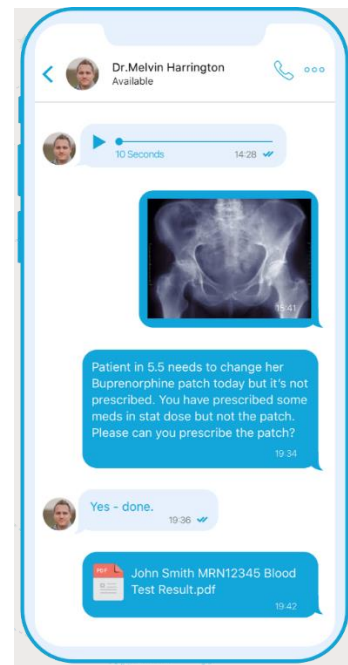 Dr.Melvin Harrington
Available
10 Seconds
14:28
15:41
Patient in 5.5 needs to change her
Buprenorphine patch today but it's not
prescribed. You have prescribed some
meds in stat dose but not the patch.
Please can you prescribe the patch?
19:34
Yes - done.
19:36
PDF
John Smith MRN12345 Blood
Test Result.pdf
19:42